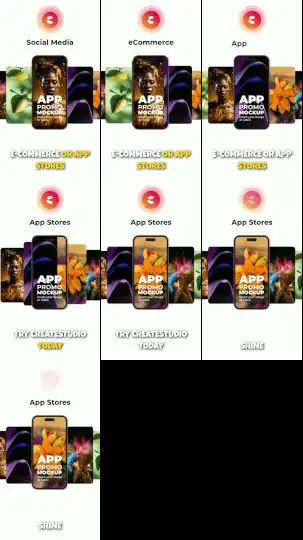 Social Media
APP
PROMO
MOCKUP
E-COMMERCE OR APP
STORES
eCommerce
APP
PROMO
MOCKUP
E-COMMERCE OR APP
STORES
App
APP
PROMO
MOCKUP
E-COMMERCE OR APP
STORES
App Stores
APP
PROMO
MOCKUP
TRY CREATESTUDIO
TODAY
App Stores
APP
PROMO
MOCKUP
TRY CREATESTUDIO
TODAY
App Stores
APP
PROMO
MOCKUP
SHINE
App Stores
APP
PROMO
MOCKUP
SHINE